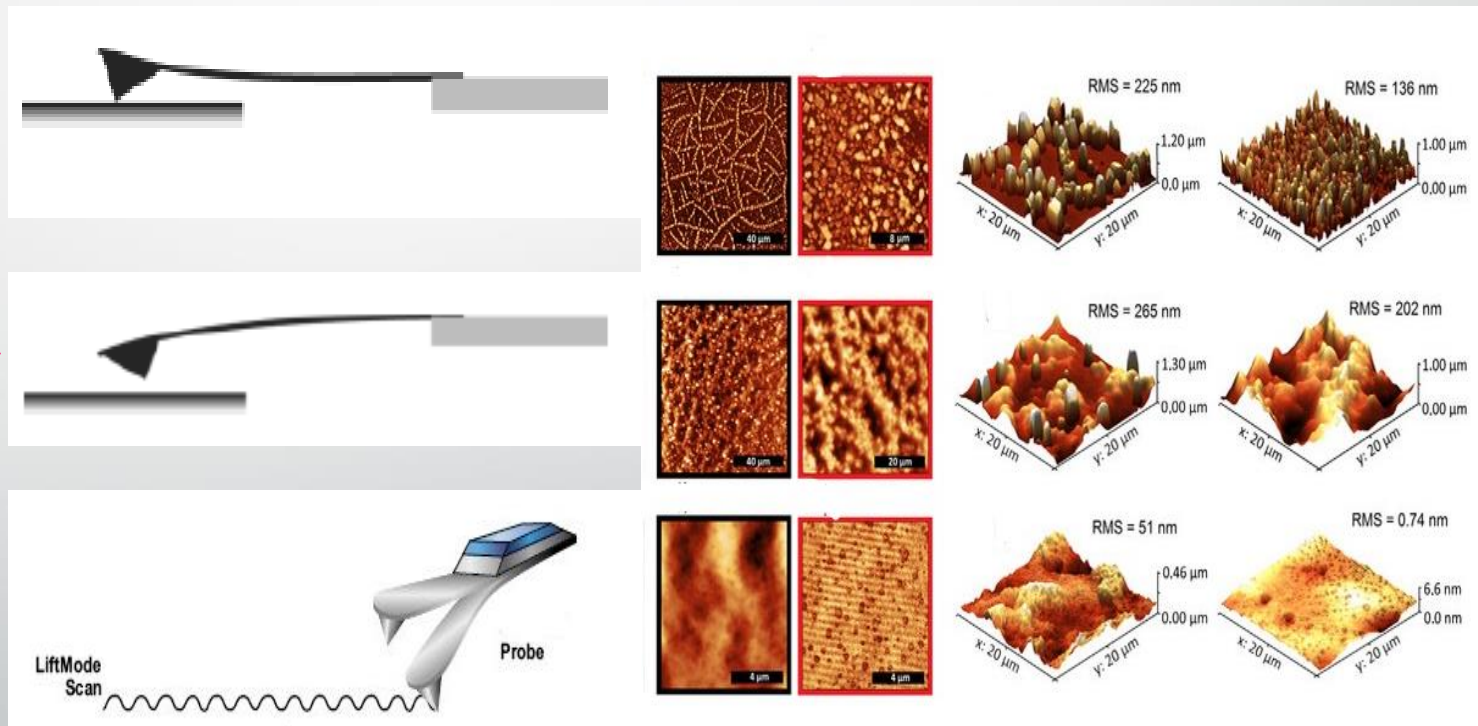 RMS = 225 nm
RMS = 136 nm
1.20 µm
0.0 µm
1.00 µm
0.00 µm
40 µm
8 µm
x: 20 µm
y: 20 µm
x: 20 µm
y: 20 µm
RMS = 265 nm
RMS = 202 nm
1.30 µm
0.00 µm
1.00 µm
0.00 µm
40 µm
20 µm
x: 20 µm
y: 20 µm
x: 20 µm
y: 20 µm
RMS = 51 nm
RMS = 0.74 nm
0.46 µm
0.00 µm
6.6 nm
0.0 nm
4 µm
4 µm
x: 20 µm
y: 20 µm
x: 20 µm
y: 20 µm
Probe
LiftMode
Scan